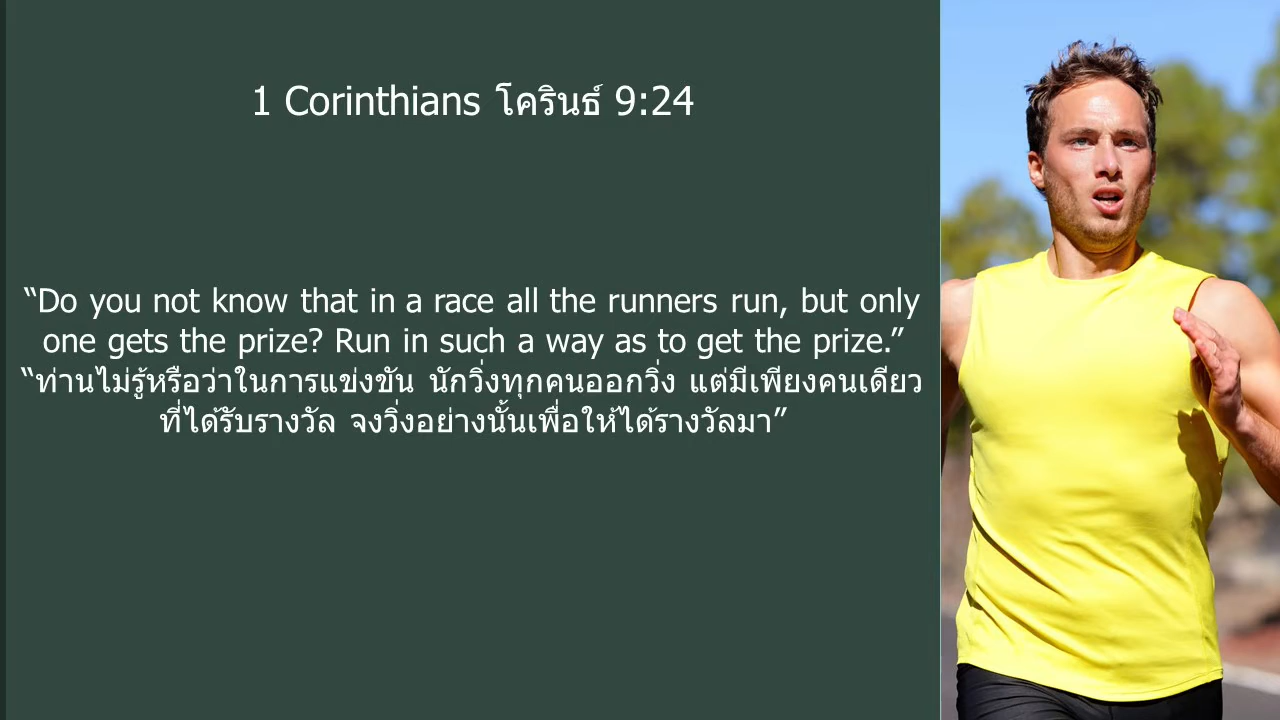 1 Corinthians โครินธ์ 9:24
“Do you not know that in a race all the runners run, but only
one gets the prize? Run in such a way as to get the prize.”
“ท่านไม่รู้หรือว่าในการแข่งขัน นักวิ่งทุกคนออกวิ่ง แต่มีเพียงคนเดียว
ที่ได้รับรางวัล จงวิ่งอย่างนั้นเพื่อให้ได้รางวัลมา”